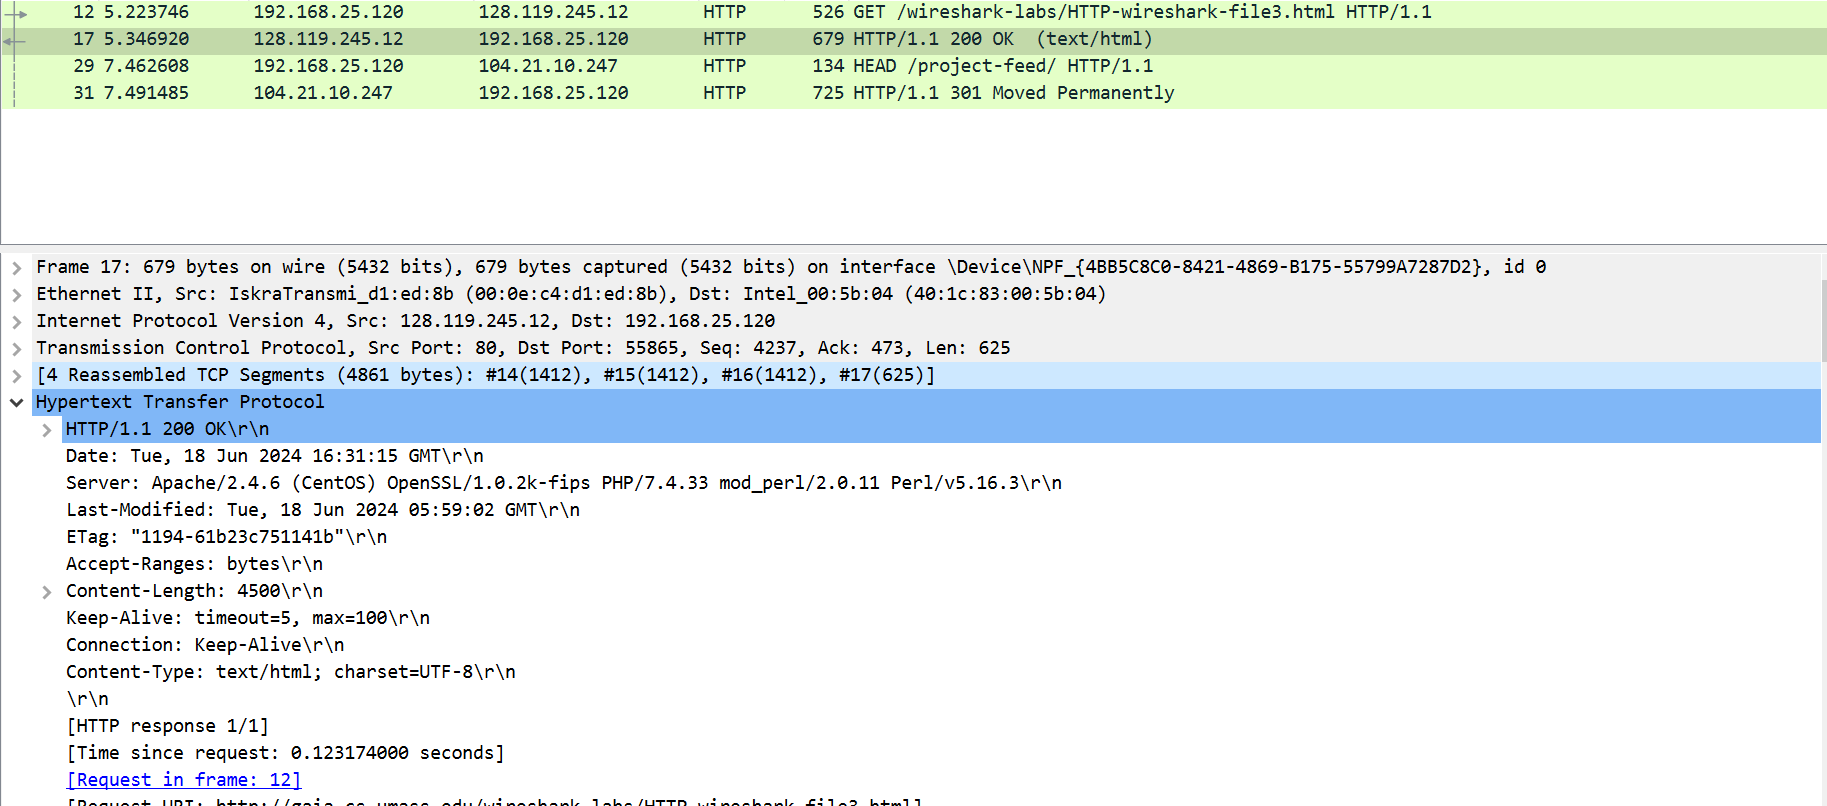 12 5.223746 192.168.25.120 128.119.245.12 HTTP 526 GET /wireshark-labs/HTTP-wireshark-file3.html HTTP/1.1
17 5.346920 128.119.245.12 192.168.25.120 HTTP 679 HTTP/1.1 200 OK  (text/html)
29 7.462608 192.168.25.120 104.21.10.247 HTTP 134 HEAD /project-feed/ HTTP/1.1
31 7.491485 104.21.10.247 192.168.25.120 HTTP 725 HTTP/1.1 301 Moved Permanently
Frame 17: 679 bytes on wire (5432 bits), 679 bytes captured (5432 bits) on interface \Device\NPF_{4BB5C8C0-8421-4869-B175-55799A7287D2}, id 0
Ethernet II, Src: IskraTransmi_d1:ed:8b (00:0e:c4:d1:ed:8b), Dst: Intel_00:5b:04 (40:1c:83:00:5b:04)
Internet Protocol Version 4, Src: 128.119.245.12, Dst: 192.168.25.120
Transmission Control Protocol, Src Port: 80, Dst Port: 55865, Seq: 4237, Ack: 473, Len: 625
[4 Reassembled TCP Segments (4861 bytes): #14(1412), #15(1412), #16(1412), #17(625)]
Hypertext Transfer Protocol
HTTP/1.1 200 OK\r\n
Date: Tue, 18 Jun 2024 16:31:15 GMT\r\n
Server: Apache/2.4.6 (CentOS) OpenSSL/1.0.2k-fips PHP/7.4.33 mod_perl/2.0.11 Perl/v5.16.3\r\n
Last-Modified: Tue, 18 Jun 2024 05:59:02 GMT\r\n
ETag: "1194-61b23c751141b"\r\n
Accept-Ranges: bytes\r\n
Content-Length: 4500\r\n
Keep-Alive: timeout=5, max=100\r\n
Connection: Keep-Alive\r\n
Content-Type: text/html; charset=UTF-8\r\n
\r\n
[HTTP response 1/1]
[Time since request: 0.123174000 seconds]
[Request in frame: 12]
[Request URI: http://gaia.cs.umass.edu/wireshark-labs/HTTP-wireshark-file3.html]